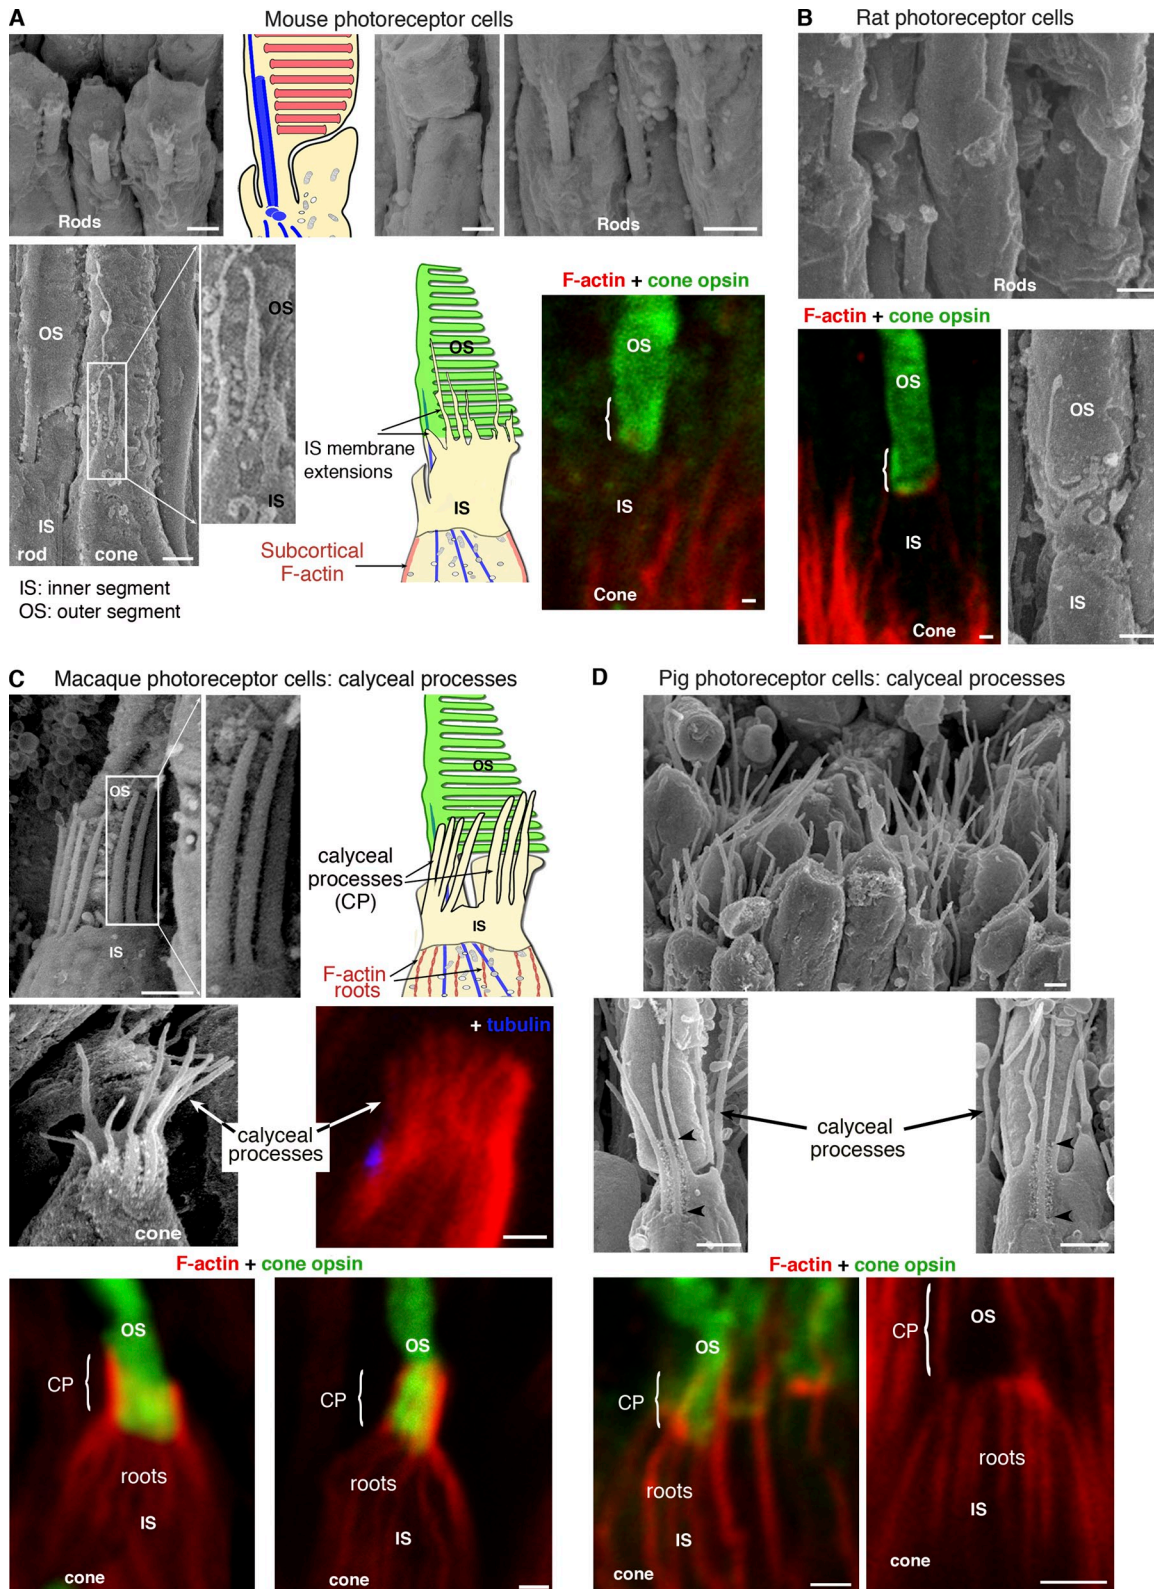 A
Mouse photoreceptor cells
Rods
Rods
OS
IS
rod
cone
OS
IS
IS: inner segment
OS: outer segment
OS
IS membrane
extensions
IS
Subcortical
F-actin
F-actin + cone opsin
OS
IS
Cone
B
Rat photoreceptor cells
Rods
F-actin + cone opsin
OS
IS
Cone
OS
IS
C
Macaque photoreceptor cells: calyceal processes
OS
IS
OS
calyceal
processes
(CP)
IS
F-actin
roots
cone
calyceal
processes
+ tubulin
F-actin + cone opsin
OS
CP
roots
IS
cone
OS
CP
roots
IS
cone
D
Pig photoreceptor cells: calyceal processes
calyceal
processes
F-actin + cone opsin
OS
CP
roots
IS
cone
OS
CP
roots
IS
cone